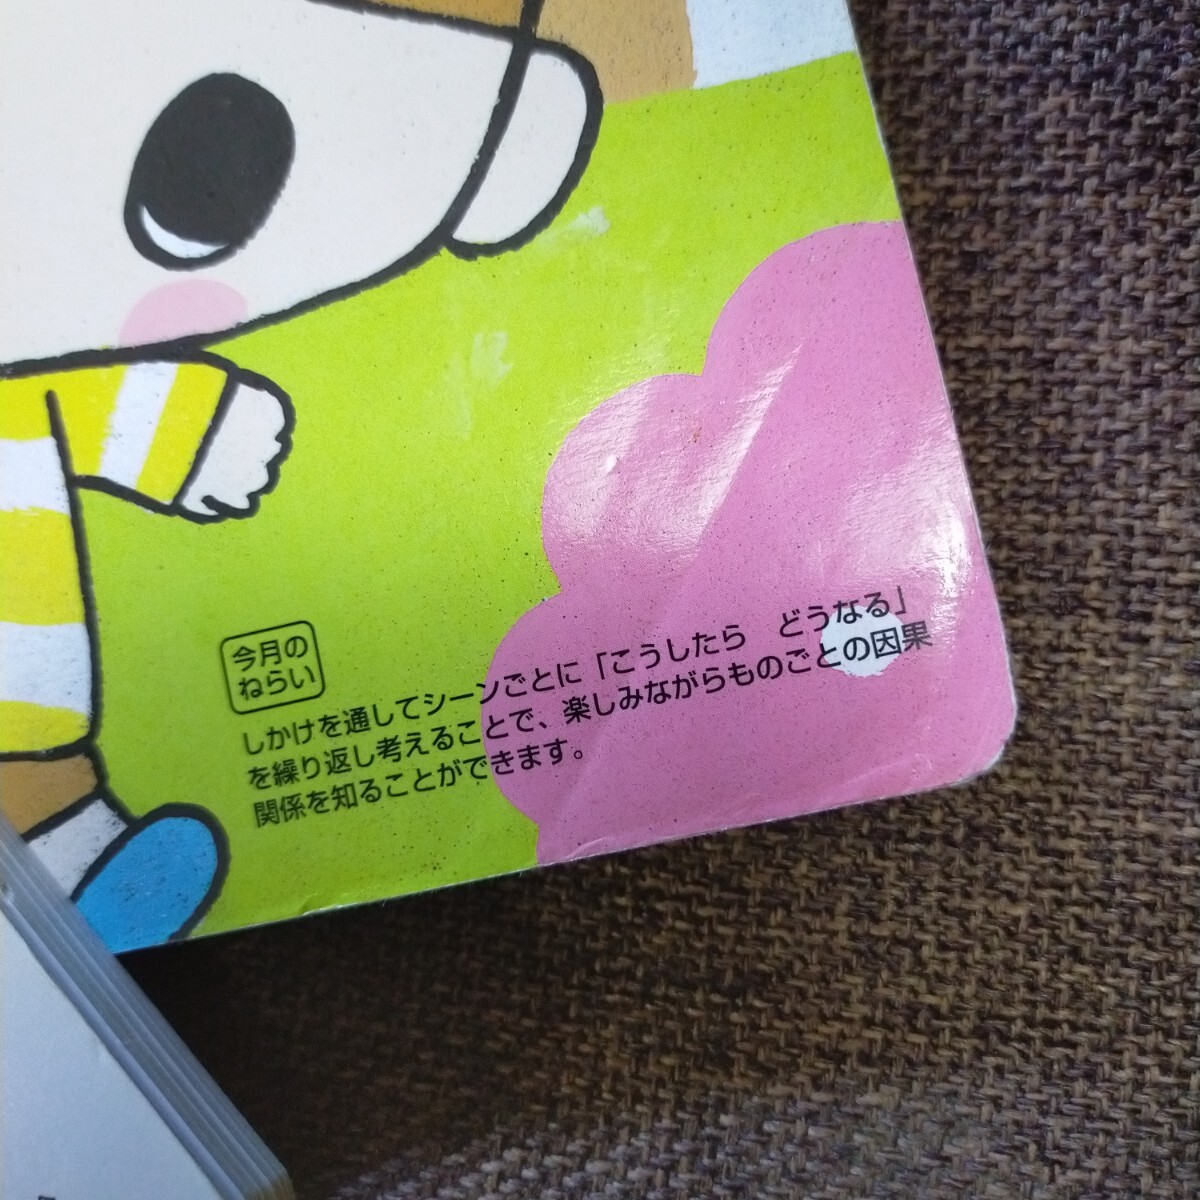 今月の
ねらい
しかけを通してシーンごとに「こうしたら　どうなる」
を繰り返し考えることで、楽しみながらものごとの因果
関係を知ることができます。